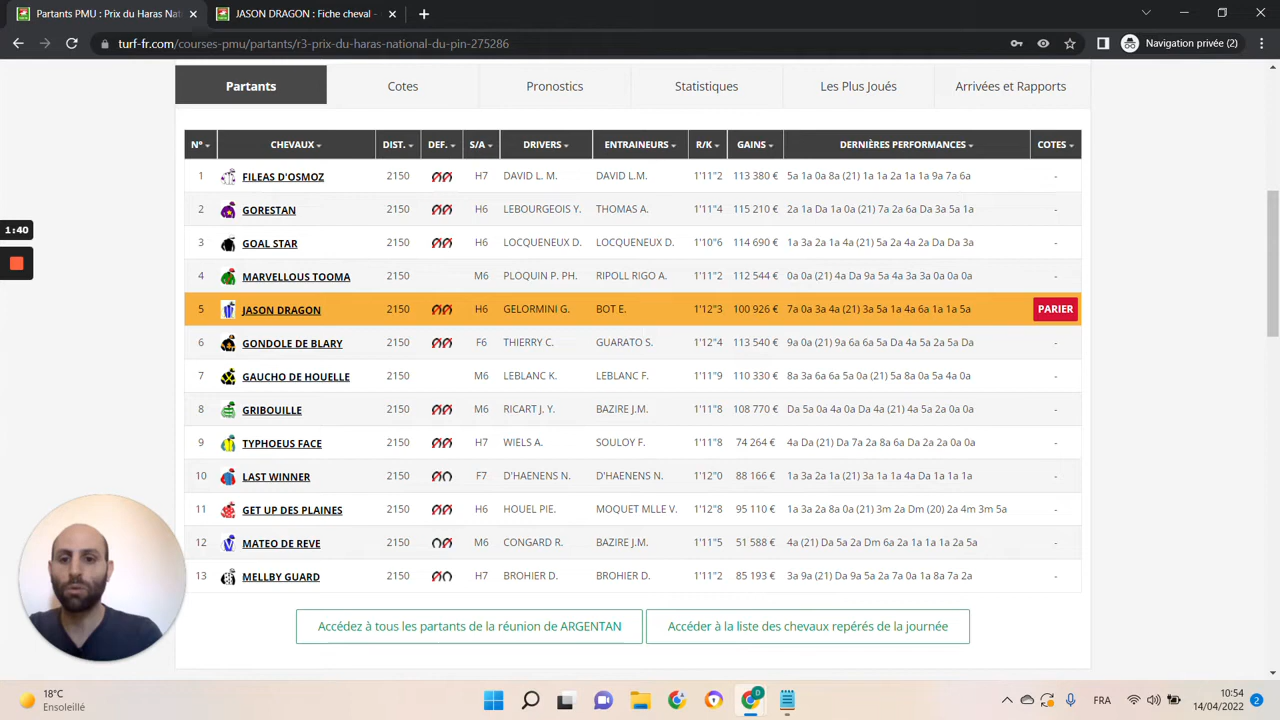 Partants PMU : Prix du Haras Nat
JASON DRAGON : Fiche cheval -
turf-fr.com/courses-pmu/partants/r3-prix-du-haras-national-du-pin-275286
Navigation privée (2)
Partants Cotes Pronostics Statistiques Les Plus Joués Arrivées et Rapports
N° CHEVAUX DIST. DEF. S/A DRIVERS ENTRAINEURS R/K GAINS DERNIÈRES PERFORMANCES COTES
1 FILEAS D'OSMOZ 2150 H7 DAVID L. M. DAVID L.M. 1'11"2 113 380 € 5a 1a 0a 8a (21) 1a 1a 2a 1a 1a 9a 7a 6a -
2 GORESTAN 2150 H6 LEBOURGEOIS Y. THOMAS A. 1'11"4 115 210 € 2a 1a Da 1a 0a (21) 7a 2a 6a Da 3a 5a 1a -
3 GOAL STAR 2150 H6 LOCQUENEUX D. LOCQUENEUX D. 1'10"6 114 690 € 1a 3a 2a 1a 4a (21) 5a 2a 4a 2a Da Da 3a -
4 MARVELLOUS TOOMA 2150 M6 PLOQUIN P. PH. RIPOLL RIGO A. 1'11"2 112 544 € 0a 0a (21) 4a Da 9a 5a 4a 3a 3a 0a 0a 0a -
5 JASON DRAGON 2150 H6 GELORMINI G. BOT E. 1'12"3 100 926 € 7a 0a 3a 4a (21) 3a 5a 1a 4a 6a 1a 1a 5a PARIER
6 GONDOLE DE BLARY 2150 F6 THIERRY C. GUARATO S. 1'12"4 113 540 € 9a 0a (21) 9a 6a 6a 5a Da 4a 5a 2a 5a Da -
7 GAUCHO DE HOUELLE 2150 M6 LEBLANC K. LEBLANC F. 1'11"9 110 330 € 8a 3a 6a 6a 5a 0a (21) 5a 8a 0a 5a 4a 0a -
8 GRIBOUILLE 2150 M6 RICART J. Y. BAZIRE J.M. 1'11"8 108 770 € Da 5a 0a 4a 0a Da 4a (21) 4a 5a 2a 0a 0a -
9 TYPHOEUS FACE 2150 H7 WIELS A. SOULOY F. 1'11"8 74 264 € 4a Da (21) Da 7a 2a 8a 6a Da 2a 2a 0a 0a -
10 LAST WINNER 2150 F7 D'HAENENS N. D'HAENENS N. 1'12"0 88 166 € 1a 3a 2a 1a Da (21) 3a 1a 1a 4a Da 1a 1a 1a -
11 GET UP DES PLAINES 2150 H6 HOUEL PIE. MOQUET MLLE V. 1'12"8 95 110 € 1a 3a 2a 8a 0a (21) 3m 2a Dm (20) 2a 4m 3m 5a -
12 MATEO DE REVE 2150 M6 CONGARD R. BAZIRE J.M. 1'11"5 51 588 € 4a (21) Da 5a 2a Dm 6a 2a 1a 1a 1a 2a 5a -
13 MELLBY GUARD 2150 H7 BROHIER D. BROHIER D. 1'11"2 85 193 € 3a 9a (21) Da 9a 5a 2a 7a 0a 1a 8a 7a 2a -
1:40
Accédez à tous les partants de la réunion de ARGENTAN Accéder à la liste des chevaux repérés de la journée
18°C
Ensoleillé
FRA
10:54
14/04/2022
2